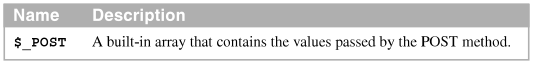 Name Description
$_POST A built-in array that contains the values passed by the POST method.